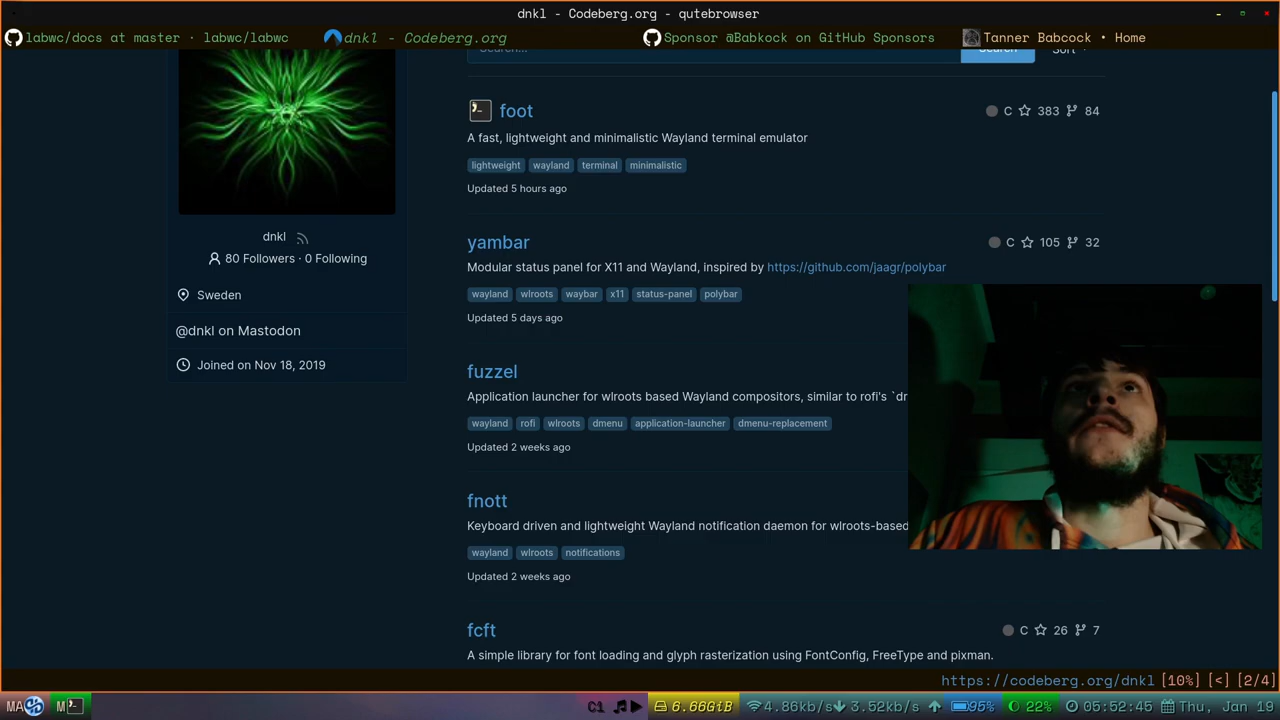 dnkl - Codeberg.org - qutebrowser
labwc/docs at master · labwc/labwc
dnkl - Codeberg.org
Sponsor @Babkock on GitHub Sponsors
Tanner Babcock • Home
foot
C 383 84
A fast, lightweight and minimalistic Wayland terminal emulator
lightweight wayland terminal minimalistic
Updated 5 hours ago
dnkl
80 Followers · 0 Following
Sweden
@dnkl on Mastodon
Joined on Nov 18, 2019
yambar
C 105 32
Modular status panel for X11 and Wayland, inspired by https://github.com/jaagr/polybar
wayland wlroots waybar x11 status-panel polybar
Updated 5 days ago
fuzzel
Application launcher for wlroots based Wayland compositors, similar to rofi's `dr
wayland rofi wlroots dmenu application-launcher dmenu-replacement
Updated 2 weeks ago
fnott
Keyboard driven and lightweight Wayland notification daemon for wlroots-based
wayland wlroots notifications
Updated 2 weeks ago
fcft
C 26 7
A simple library for font loading and glyph rasterization using FontConfig, FreeType and pixman.
https://codeberg.org/dnkl [10%] [<] [2/4]
MA
M
C1
6.66GiB
4.86kb/s 3.52kb/s
95%
22%
05:52:45
Thu, Jan 19